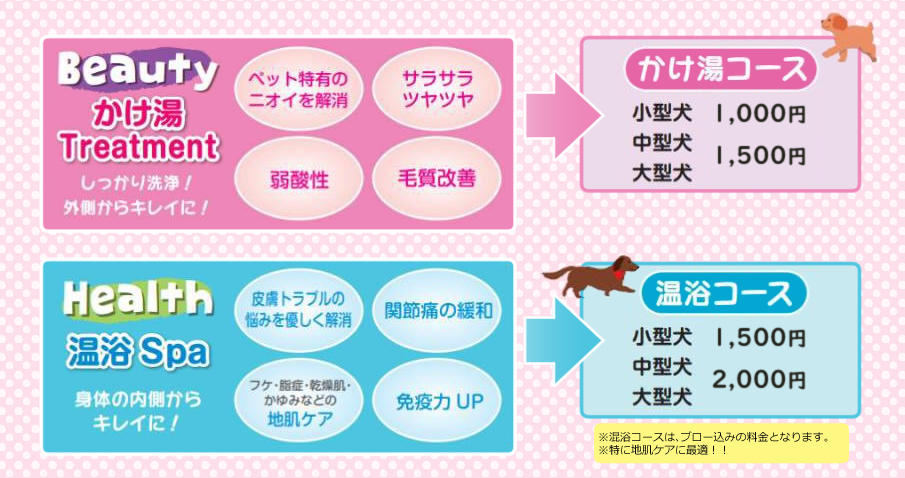 Beauty
かけ湯
Treatment
しっかり洗浄！
外側からキレイに！
ペット特有の
ニオイを解消
サラサラ
ツヤツヤ
弱酸性
毛質改善
かけ湯コース
小型犬 1,000円
中型犬
大型犬 1,500円
Health
温浴 Spa
身体の内側から
キレイに！
皮膚トラブルの
悩みを優しく解消
関節痛の緩和
フケ・脂症・乾燥肌・
かゆみなどの
地肌ケア
免疫力 UP
温浴コース
小型犬 1,500円
中型犬
大型犬 2,000円
※混浴コースは、ブロー込みの料金となります。
※特に地肌ケアに最適！！